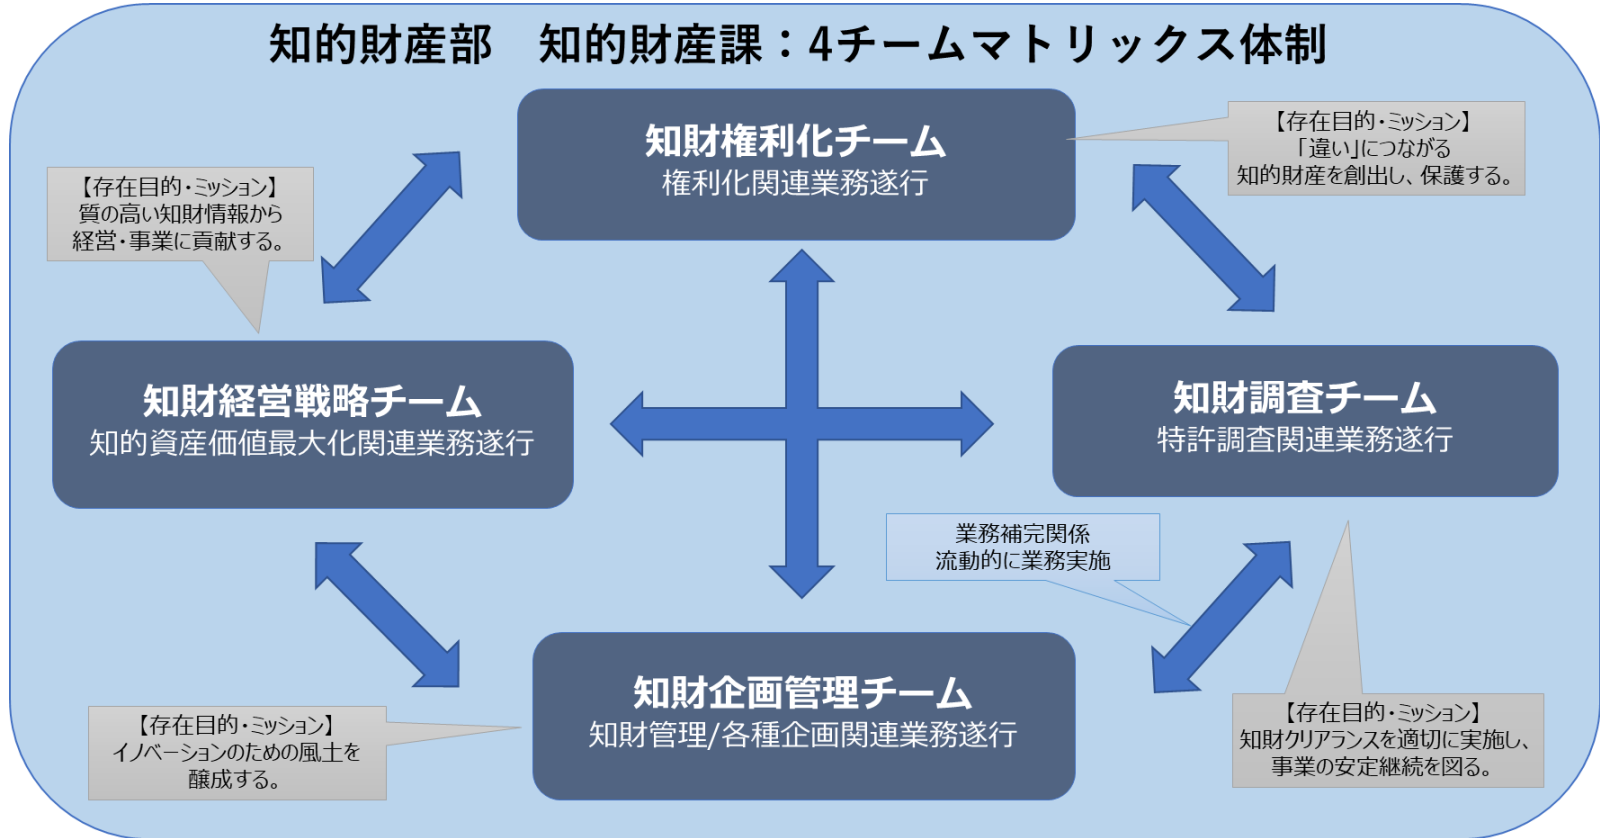 知的財産部　知的財産課：4チームマトリックス体制
知財権利化チーム
権利化関連業務遂行
【存在目的・ミッション】
「違い」につながる
知的財産を創出し、保護する。
【存在目的・ミッション】
質の高い知財情報から
経営・事業に貢献する。
知財経営戦略チーム
知的資産価値最大化関連業務遂行
知財調査チーム
特許調査関連業務遂行
業務補完関係
流動的に業務実施
知財企画管理チーム
知財管理/各種企画関連業務遂行
【存在目的・ミッション】
イノベーションのための風土を
醸成する。
【存在目的・ミッション】
知財クリアランスを適切に実施し、
事業の安定継続を図る。